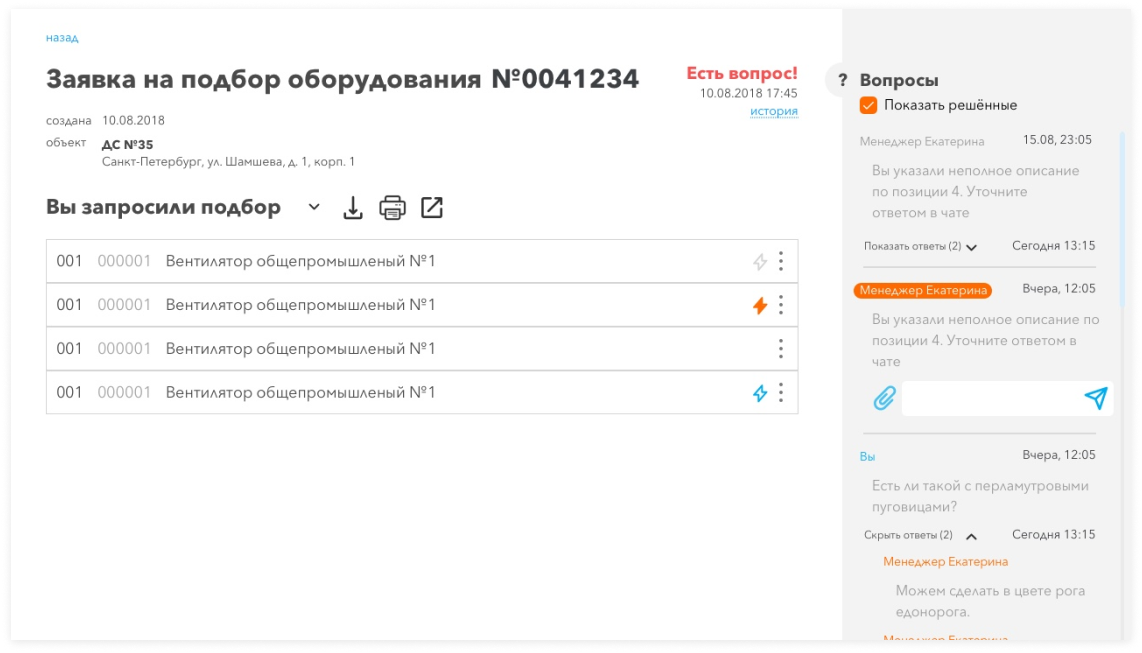 назад
Заявка на подбор оборудования №0041234
Есть вопрос!
10.08.2018 17:45
история
создана 10.08.2018
объект ДС №35
Санкт-Петербург, ул. Шамшева, д. 1, корп. 1
Вы запросили подбор
001 000001 Вентилятор общепромышленый №1
001 000001 Вентилятор общепромышленый №1
001 000001 Вентилятор общепромышленый №1
001 000001 Вентилятор общепромышленый №1
? Вопросы
Показать решённые
Менеджер Екатерина 15.08, 23:05
Вы указали неполное описание
по позиции 4. Уточните
ответом в чате
Показать ответы (2) Сегодня 13:15
Менеджер Екатерина Вчера, 12:05
Вы указали неполное описание по
позиции 4. Уточните ответом в
чате
Вы Вчера, 12:05
Есть ли такой с перламутровыми
пуговицами?
Скрыть ответы (2) Сегодня 13:15
Менеджер Екатерина
Можем сделать в цвете рога
едонорога.
Менеджер Екатерина